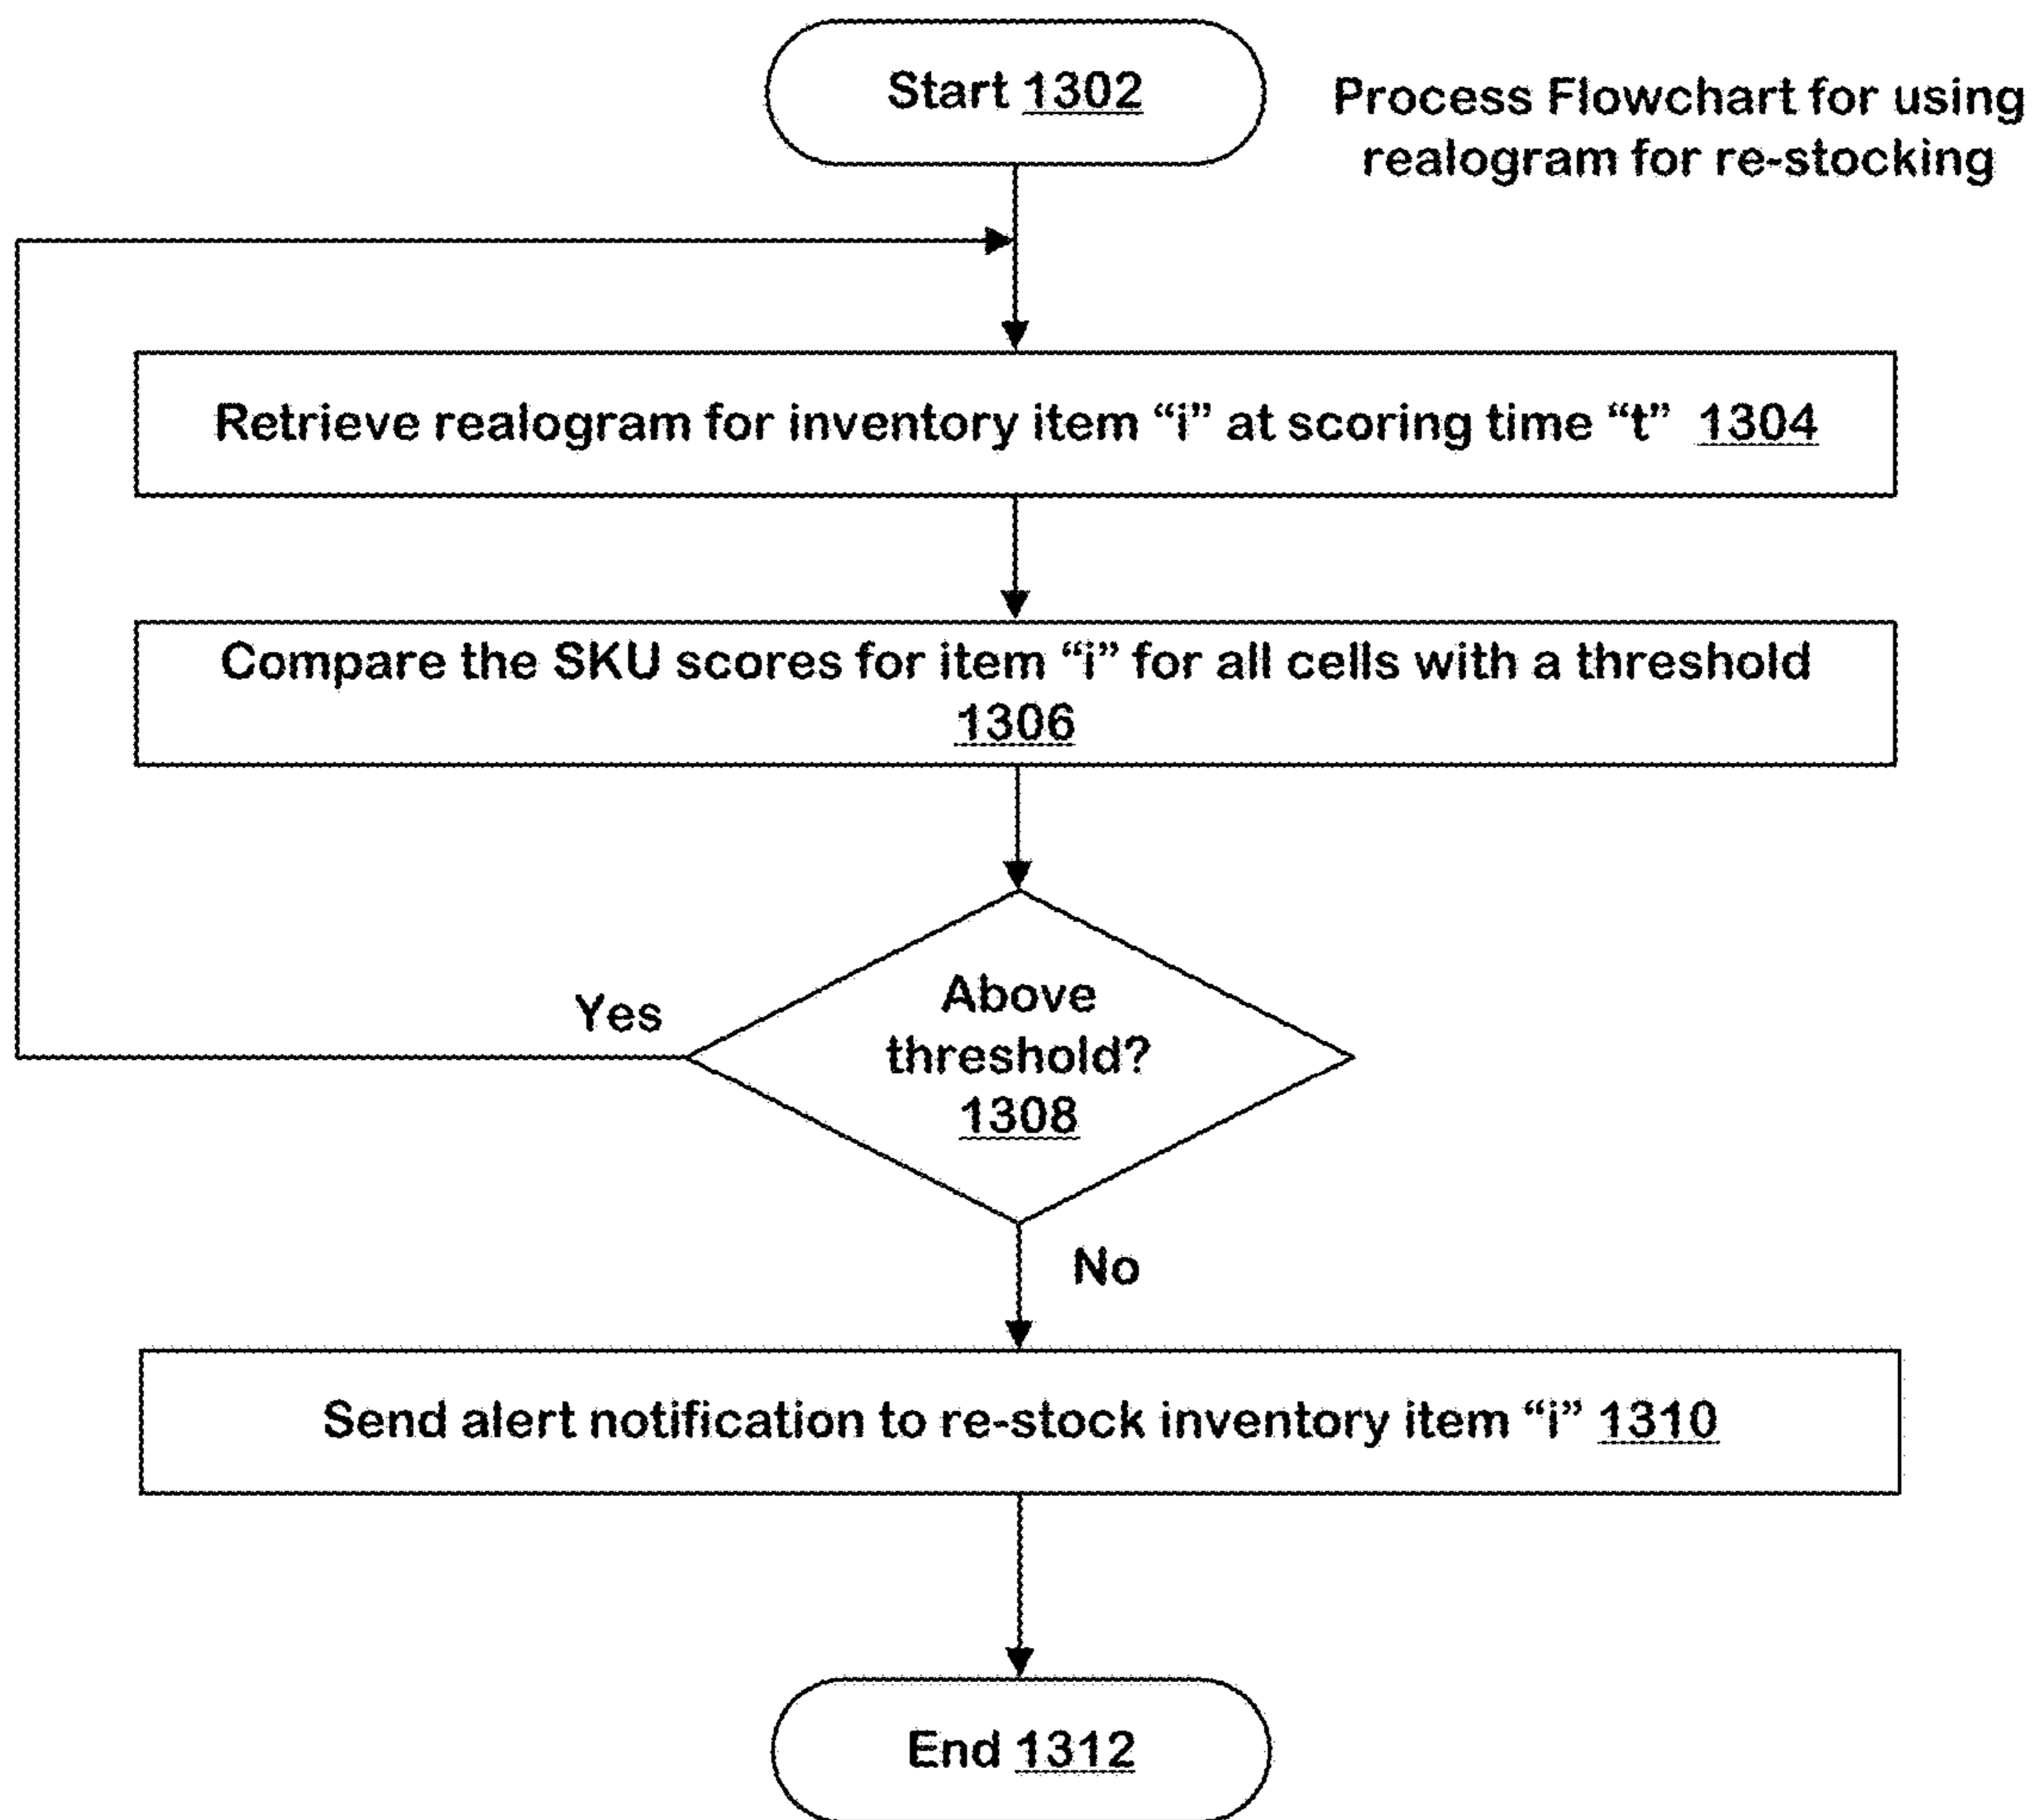 Start 1302
Process Flowchart for using
realogram for re-stocking
Retrieve realogram for inventory item “i” at scoring time “t” 1304
Compare the SKU scores for item “i” for all cells with a threshold
1306
Above
threshold?
1308
Yes
No
Send alert notification to re-stock inventory item “i” 1310
End 1312